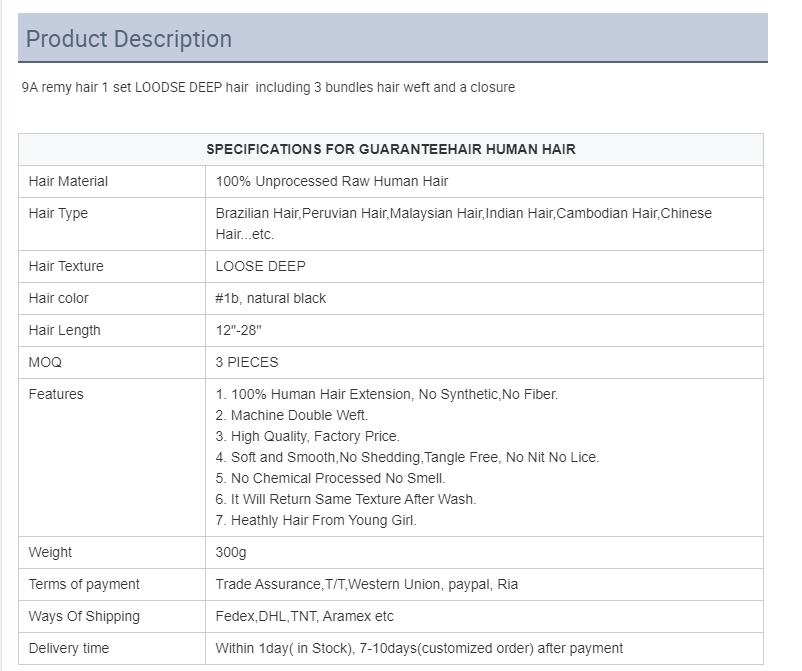 Product Description
9A remy hair 1 set LOODSE DEEP hair  including 3 bundles hair weft and a closure
SPECIFICATIONS FOR GUARANTEEHAIR HUMAN HAIR
Hair Material 100% Unprocessed Raw Human Hair
Hair Type Brazilian Hair,Peruvian Hair,Malaysian Hair,Indian Hair,Cambodian Hair,Chinese
Hair...etc.
Hair Texture LOOSE DEEP
Hair color #1b, natural black
Hair Length 12"-28"
MOQ 3 PIECES
Features 1. 100% Human Hair Extension, No Synthetic,No Fiber.
2. Machine Double Weft.
3. High Quality, Factory Price.
4. Soft and Smooth,No Shedding,Tangle Free, No Nit No Lice.
5. No Chemical Processed No Smell.
6. It Will Return Same Texture After Wash.
7. Heathly Hair From Young Girl.
Weight 300g
Terms of payment Trade Assurance,T/T,Western Union, paypal, Ria
Ways Of Shipping Fedex,DHL,TNT, Aramex etc
Delivery time Within 1day( in Stock), 7-10days(customized order) after payment